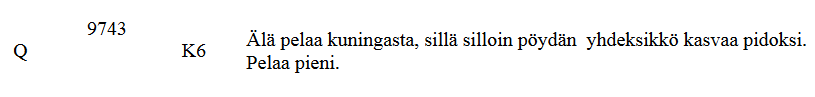 9743
Q
K6
Älä pelaa kuningasta, sillä silloin pöydän yhdeksikkö kasvaa pidoksi.
Pelaa pieni.